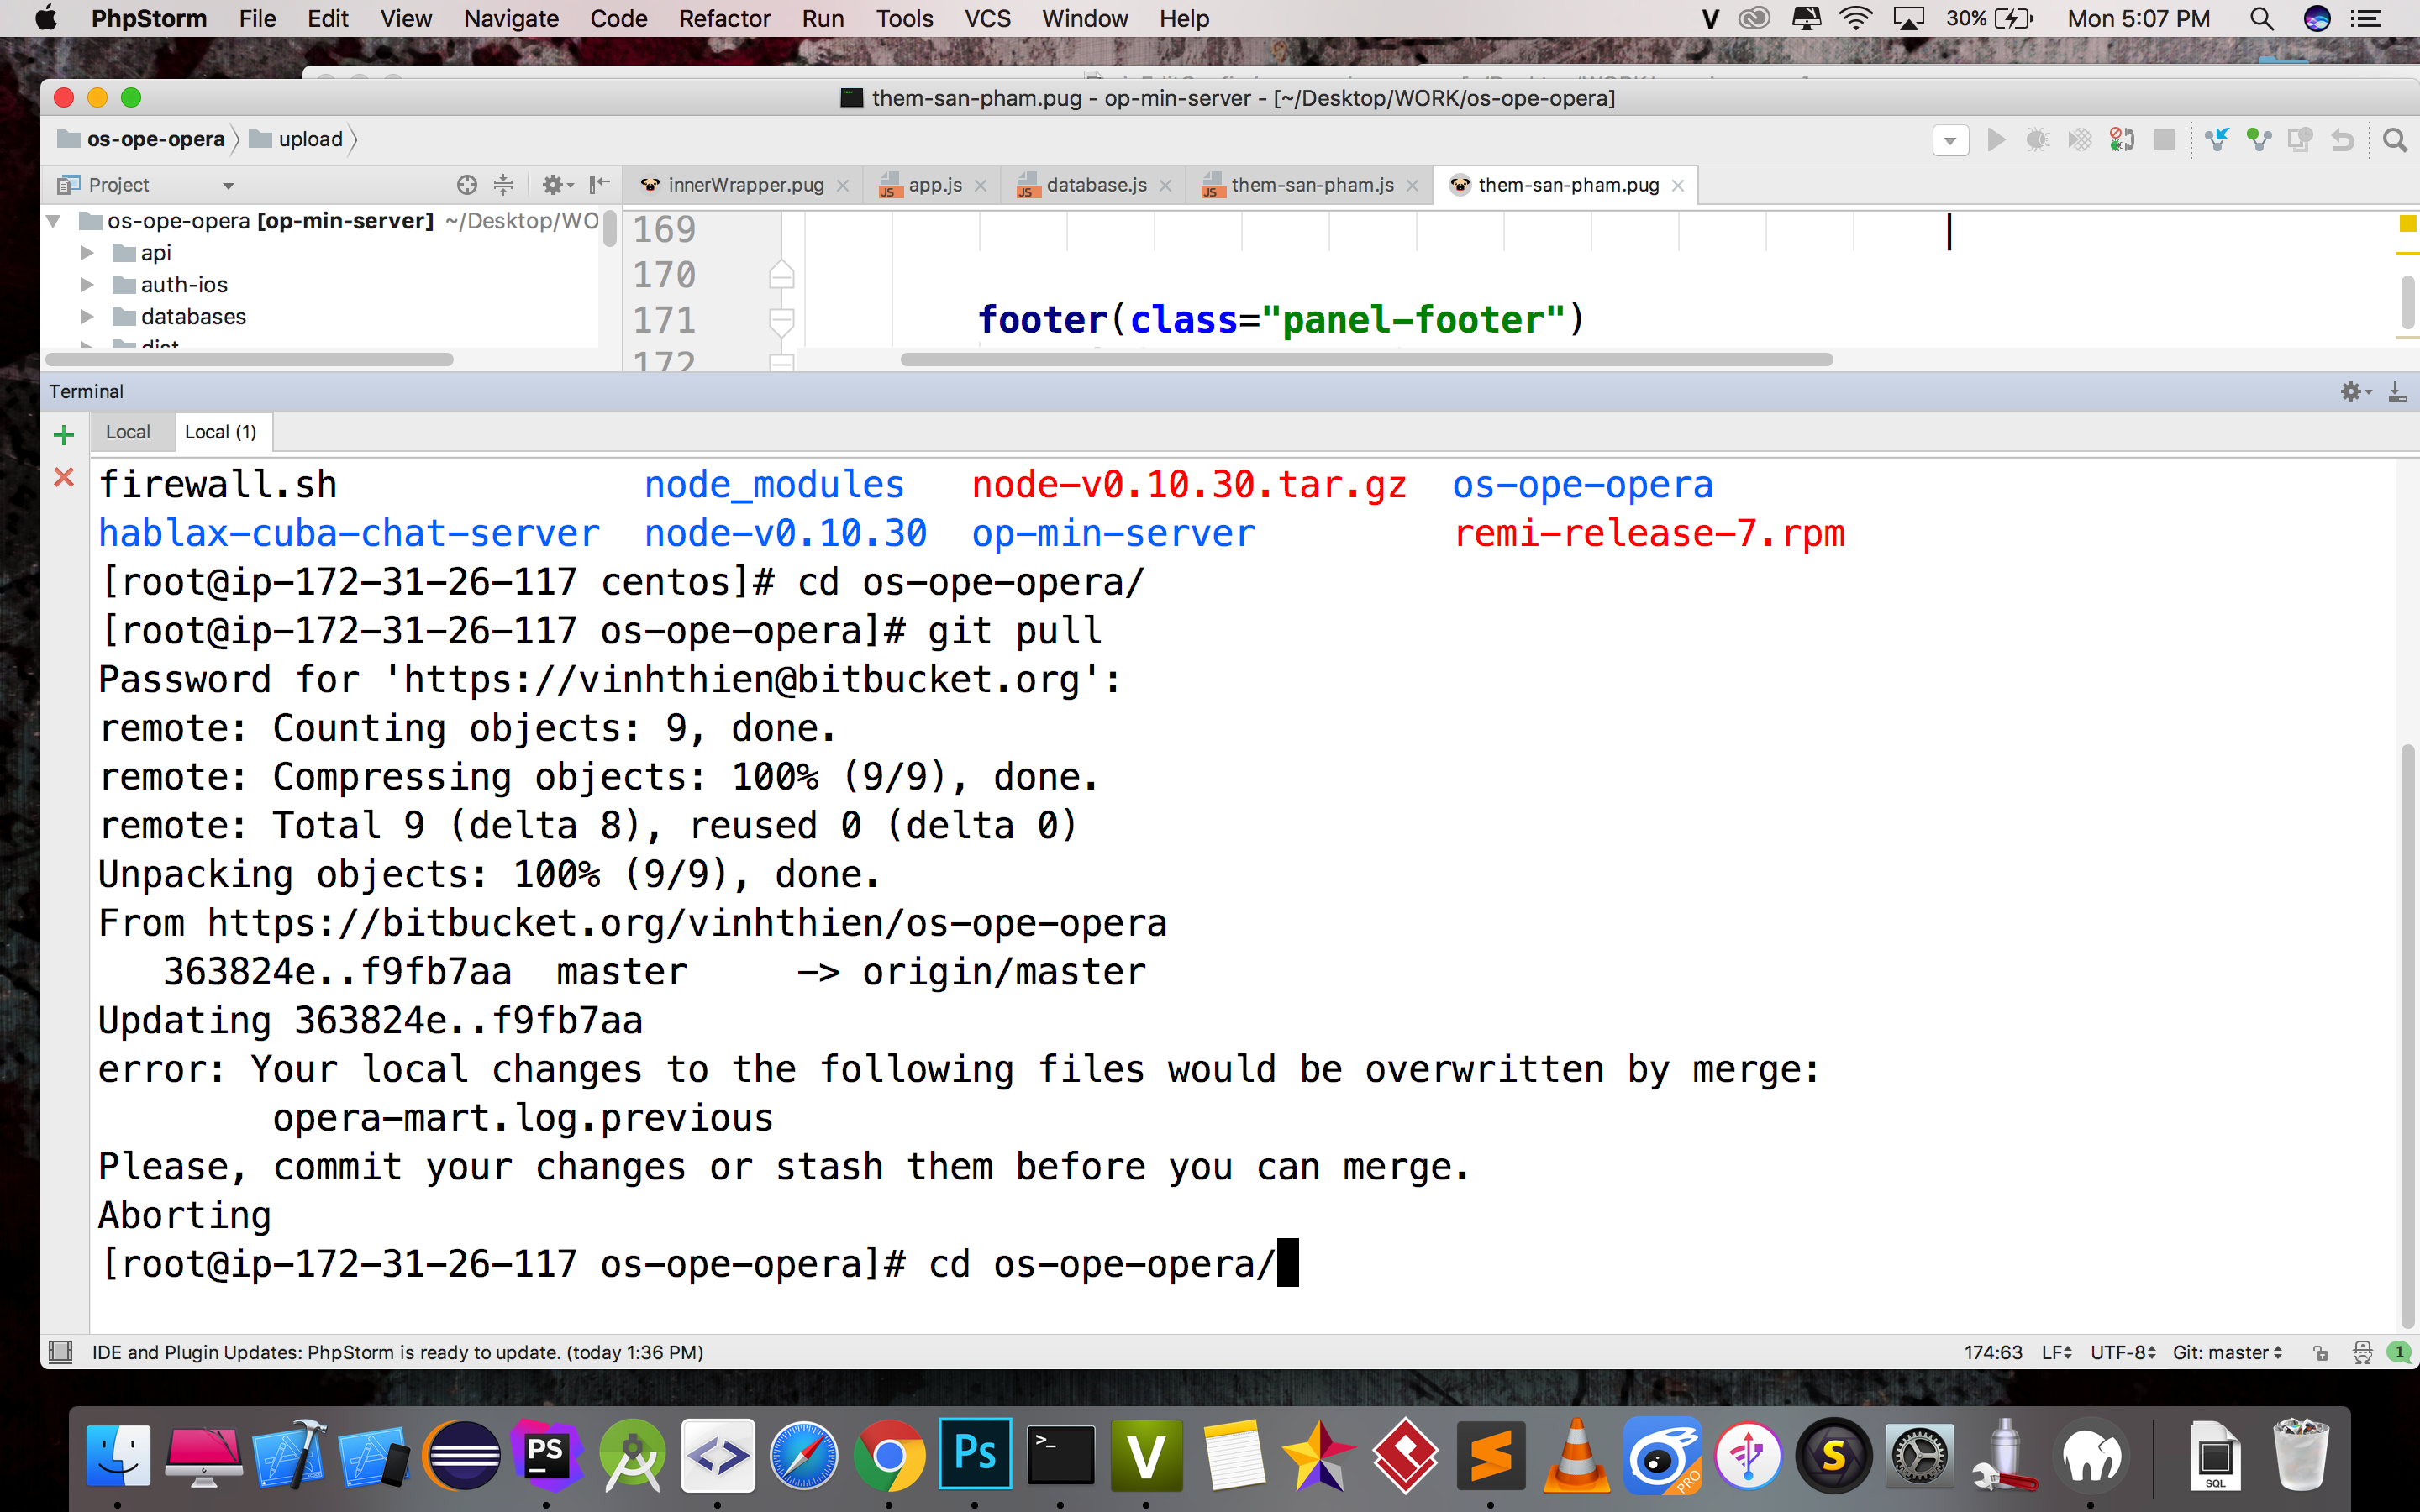 PhpStorm File Edit View Navigate Code Refactor Run Tools VCS Window Help V 30% Mon 5:07 PM
them-san-pham.pug - op-min-server - [~/Desktop/WORK/os-ope-opera]
os-ope-opera upload
Project innerWrapper.pug app.js database.js them-san-pham.js them-san-pham.pug
os-ope-opera [op-min-server] ~/Desktop/WO
api
auth-ios
databases
dist
169
170
171 footer(class="panel-footer")
172
Terminal
Local Local (1)
firewall.sh node_modules node-v0.10.30.tar.gz os-ope-opera
hablax-cuba-chat-server node-v0.10.30 op-min-server remi-release-7.rpm
[root@ip-172-31-26-117 centos]# cd os-ope-opera/
[root@ip-172-31-26-117 os-ope-opera]# git pull
Password for 'https://vinhthien@bitbucket.org':
remote: Counting objects: 9, done.
remote: Compressing objects: 100% (9/9), done.
remote: Total 9 (delta 8), reused 0 (delta 0)
Unpacking objects: 100% (9/9), done.
From https://bitbucket.org/vinhthien/os-ope-opera
363824e..f9fb7aa master -> origin/master
Updating 363824e..f9fb7aa
error: Your local changes to the following files would be overwritten by merge:
opera-mart.log.previous
Please, commit your changes or stash them before you can merge.
Aborting
[root@ip-172-31-26-117 os-ope-opera]# cd os-ope-opera/
IDE and Plugin Updates: PhpStorm is ready to update. (today 1:36 PM) 174:63 LF UTF-8 Git: master 1
PS Ps >_ V S PRO S SQL